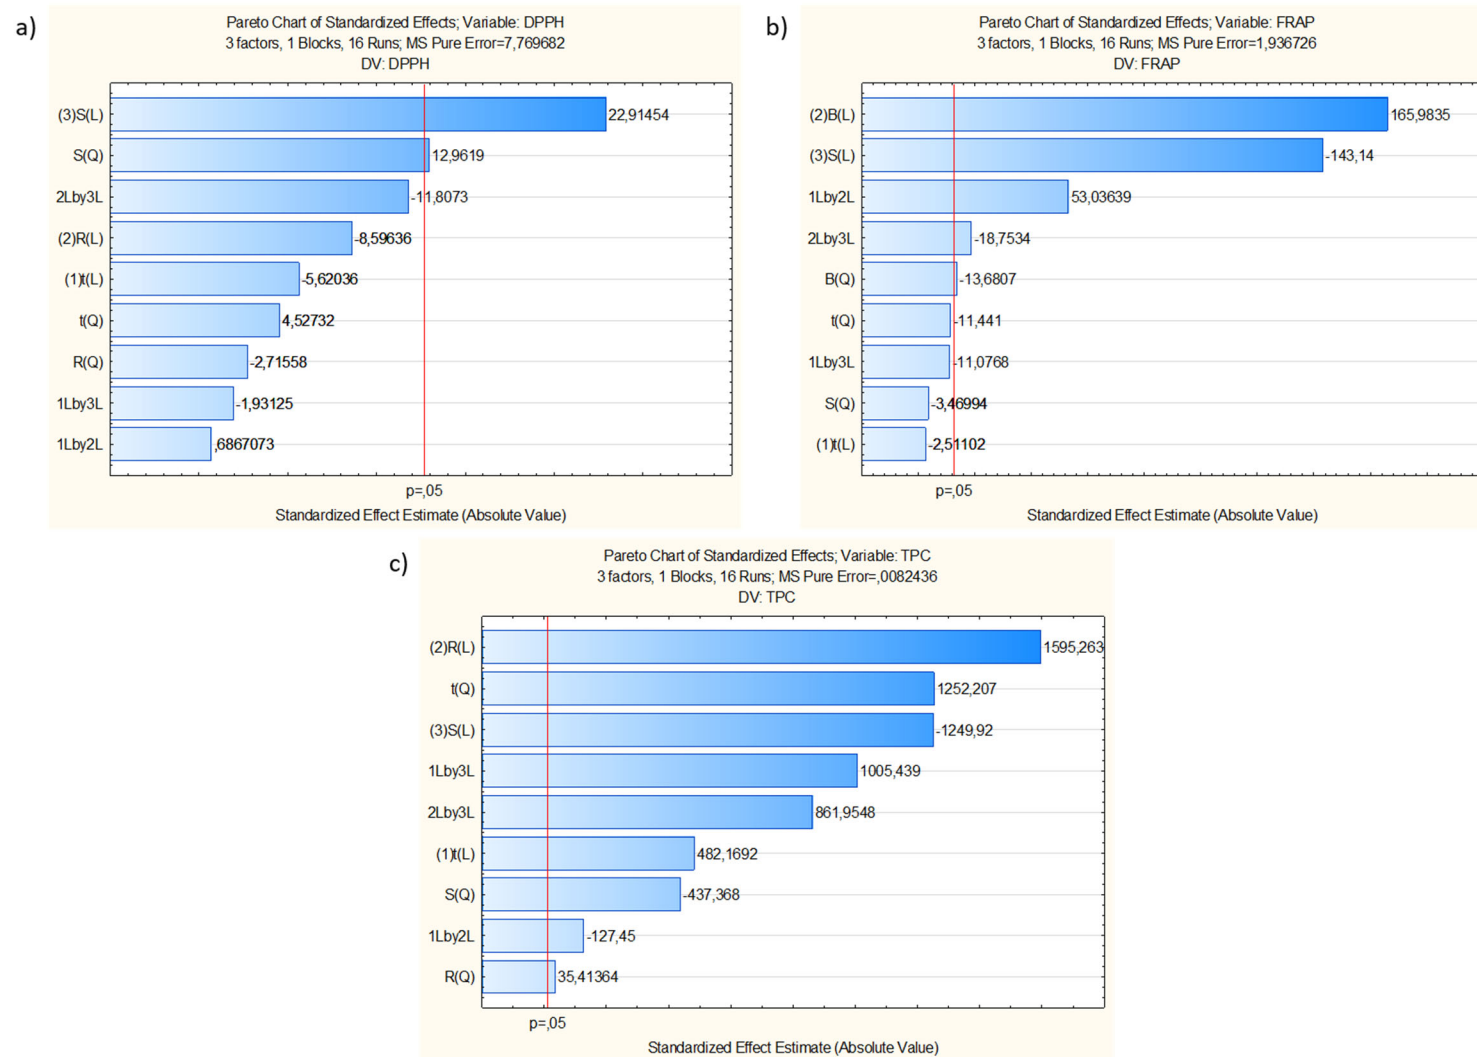 a)
Pareto Chart of Standardized Effects; Variable: DPPH
3 factors, 1 Blocks, 16 Runs; MS Pure Error=7,769682
DV: DPPH
(3)S(L) 22,91454
S(Q) 12,9619
2Lby3L -11,8073
(2)R(L) -8,59636
(1)t(L) -5,62036
t(Q) 4,52732
R(Q) -2,71558
1Lby3L -1,93125
1Lby2L ,6867073
p=,05
Standardized Effect Estimate (Absolute Value)
b)
Pareto Chart of Standardized Effects; Variable: FRAP
3 factors, 1 Blocks, 16 Runs; MS Pure Error=1,936726
DV: FRAP
(2)B(L) 165,9835
(3)S(L) -143,14
1Lby2L 53,03639
2Lby3L -18,7534
B(Q) -13,6807
t(Q) -11,441
1Lby3L -11,0768
S(Q) -3,46994
(1)t(L) -2,51102
p=,05
Standardized Effect Estimate (Absolute Value)
c)
Pareto Chart of Standardized Effects; Variable: TPC
3 factors, 1 Blocks, 16 Runs; MS Pure Error=,0082436
DV: TPC
(2)R(L) 1595,263
t(Q) 1252,207
(3)S(L) -1249,92
1Lby3L 1005,439
2Lby3L 861,9548
(1)t(L) 482,1692
S(Q) -437,368
1Lby2L -127,45
R(Q) 35,41364
p=,05
Standardized Effect Estimate (Absolute Value)